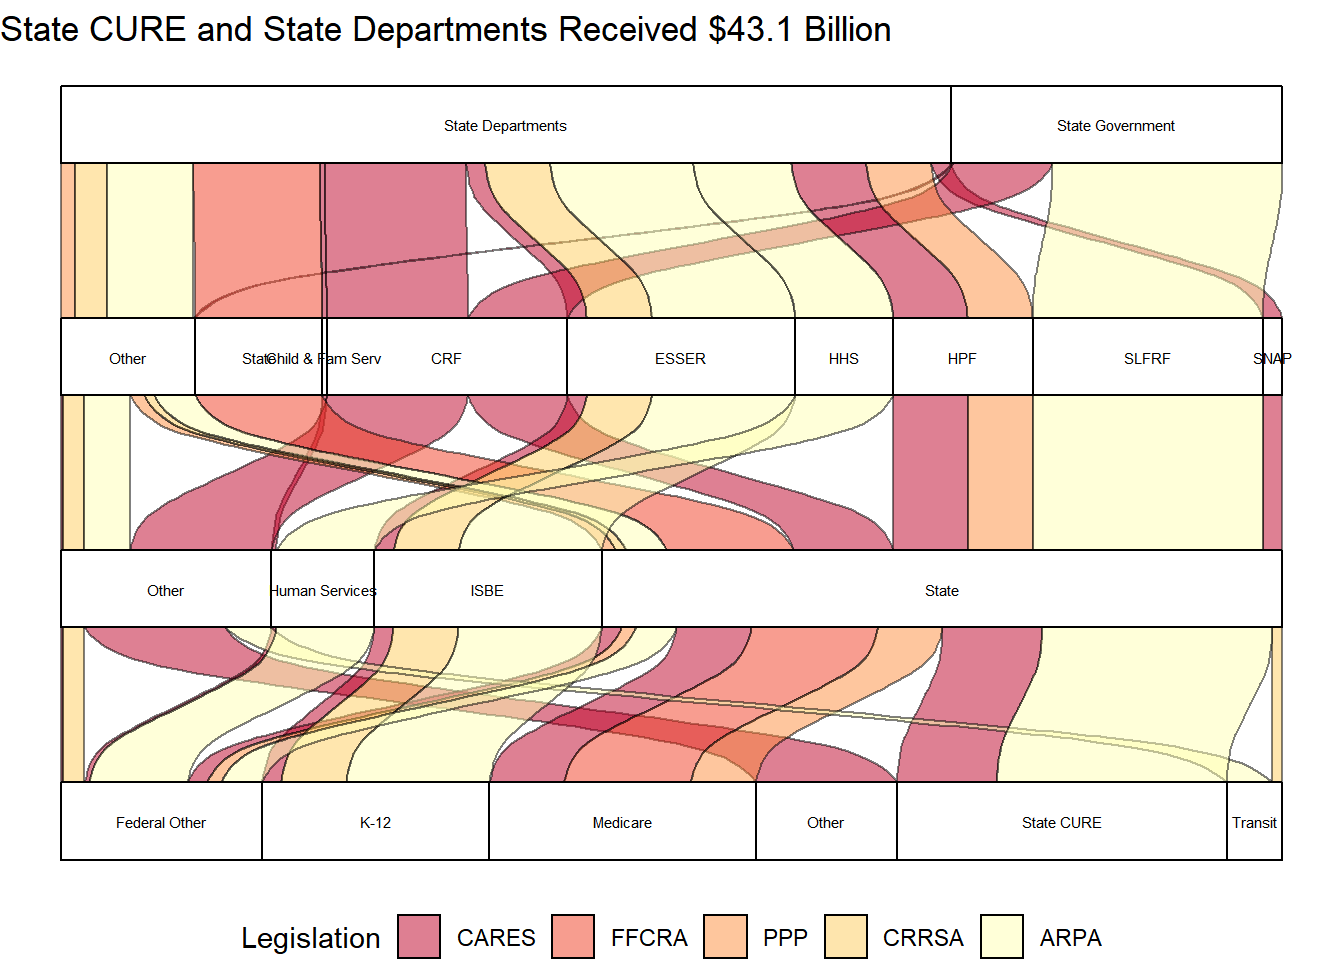 State CURE and State Departments Received $43.1 Billion
State Departments State Government
Other State Child & Fam Serv CRF ESSER HHS HPF SLFRF SNAP
Other Human Services ISBE State
Federal Other K-12 Medicare Other State CURE Transit
Legislation CARES FFCRA PPP CRRSA ARPA